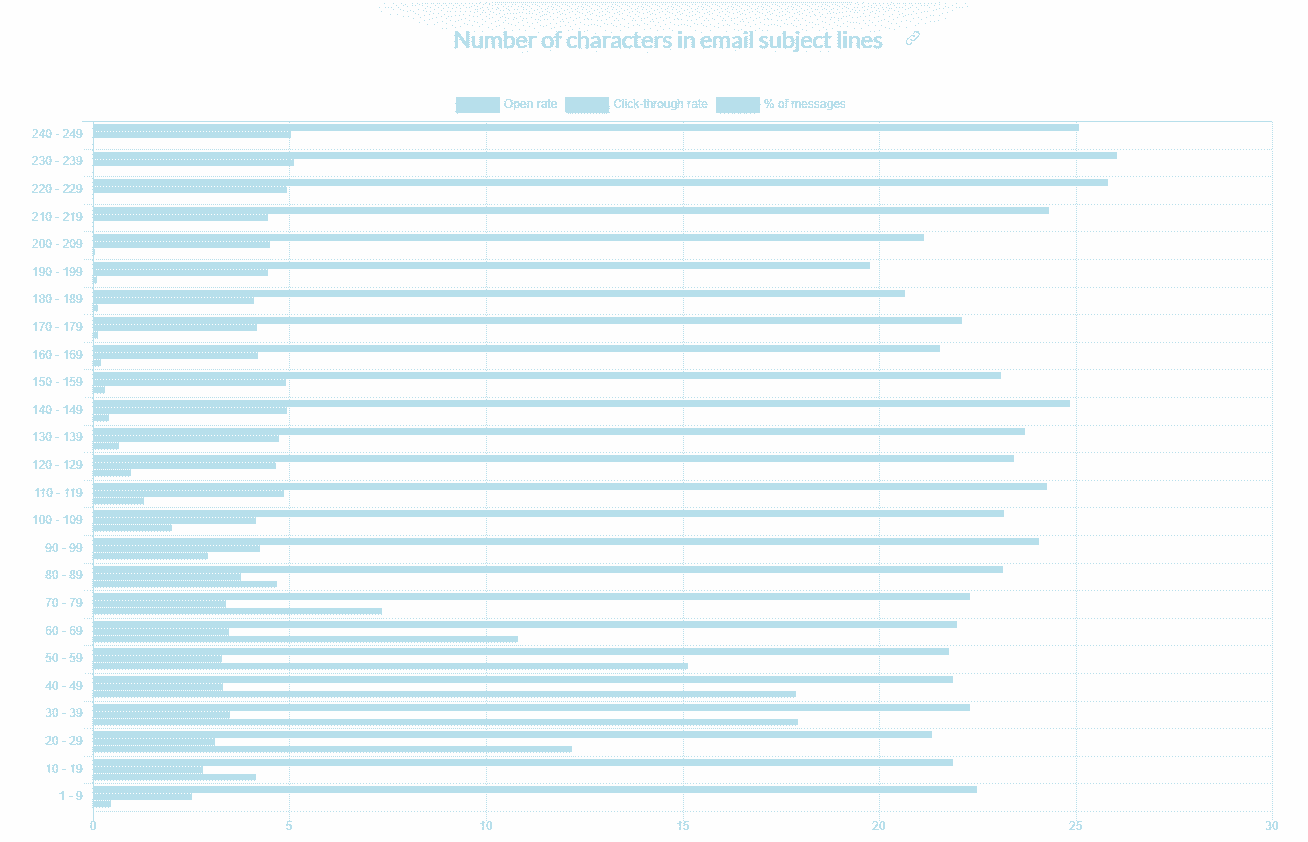 Number of characters in email subject lines
Open rate Click-through rate % of messages
240 - 249
230 - 239
220 - 229
210 - 219
200 - 209
190 - 199
180 - 189
170 - 179
160 - 169
150 - 159
140 - 149
130 - 139
120 - 129
110 - 119
100 - 109
90 - 99
80 - 89
70 - 79
60 - 69
50 - 59
40 - 49
30 - 39
20 - 29
10 - 19
1 - 9
0 5 10 15 20 25 30